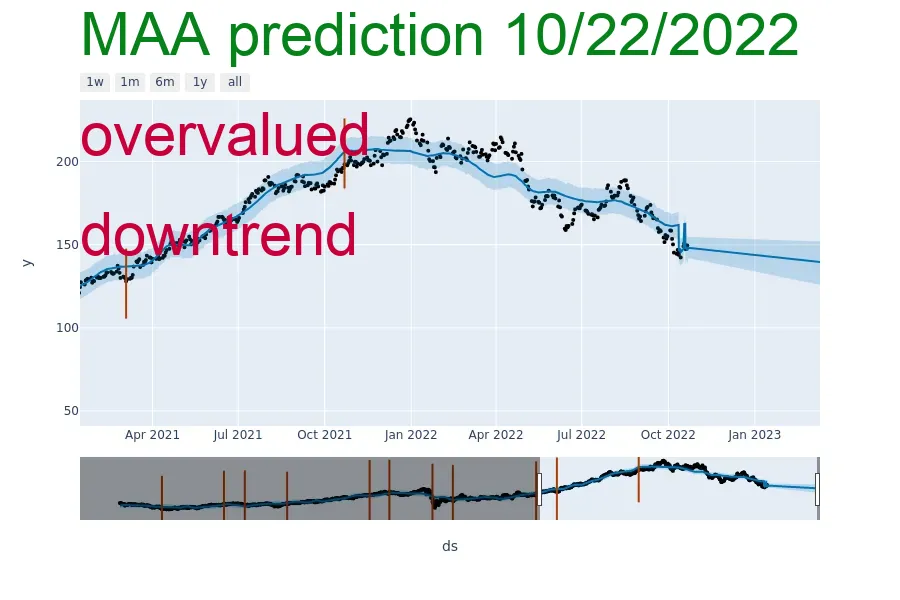 MAA prediction 10/22/2022
1w 1m 6m 1y all
overvalued
200
downtrend
150
y
100
50
Apr 2021 Jul 2021 Oct 2021 Jan 2022 Apr 2022 Jul 2022 Oct 2022 Jan 2023
ds